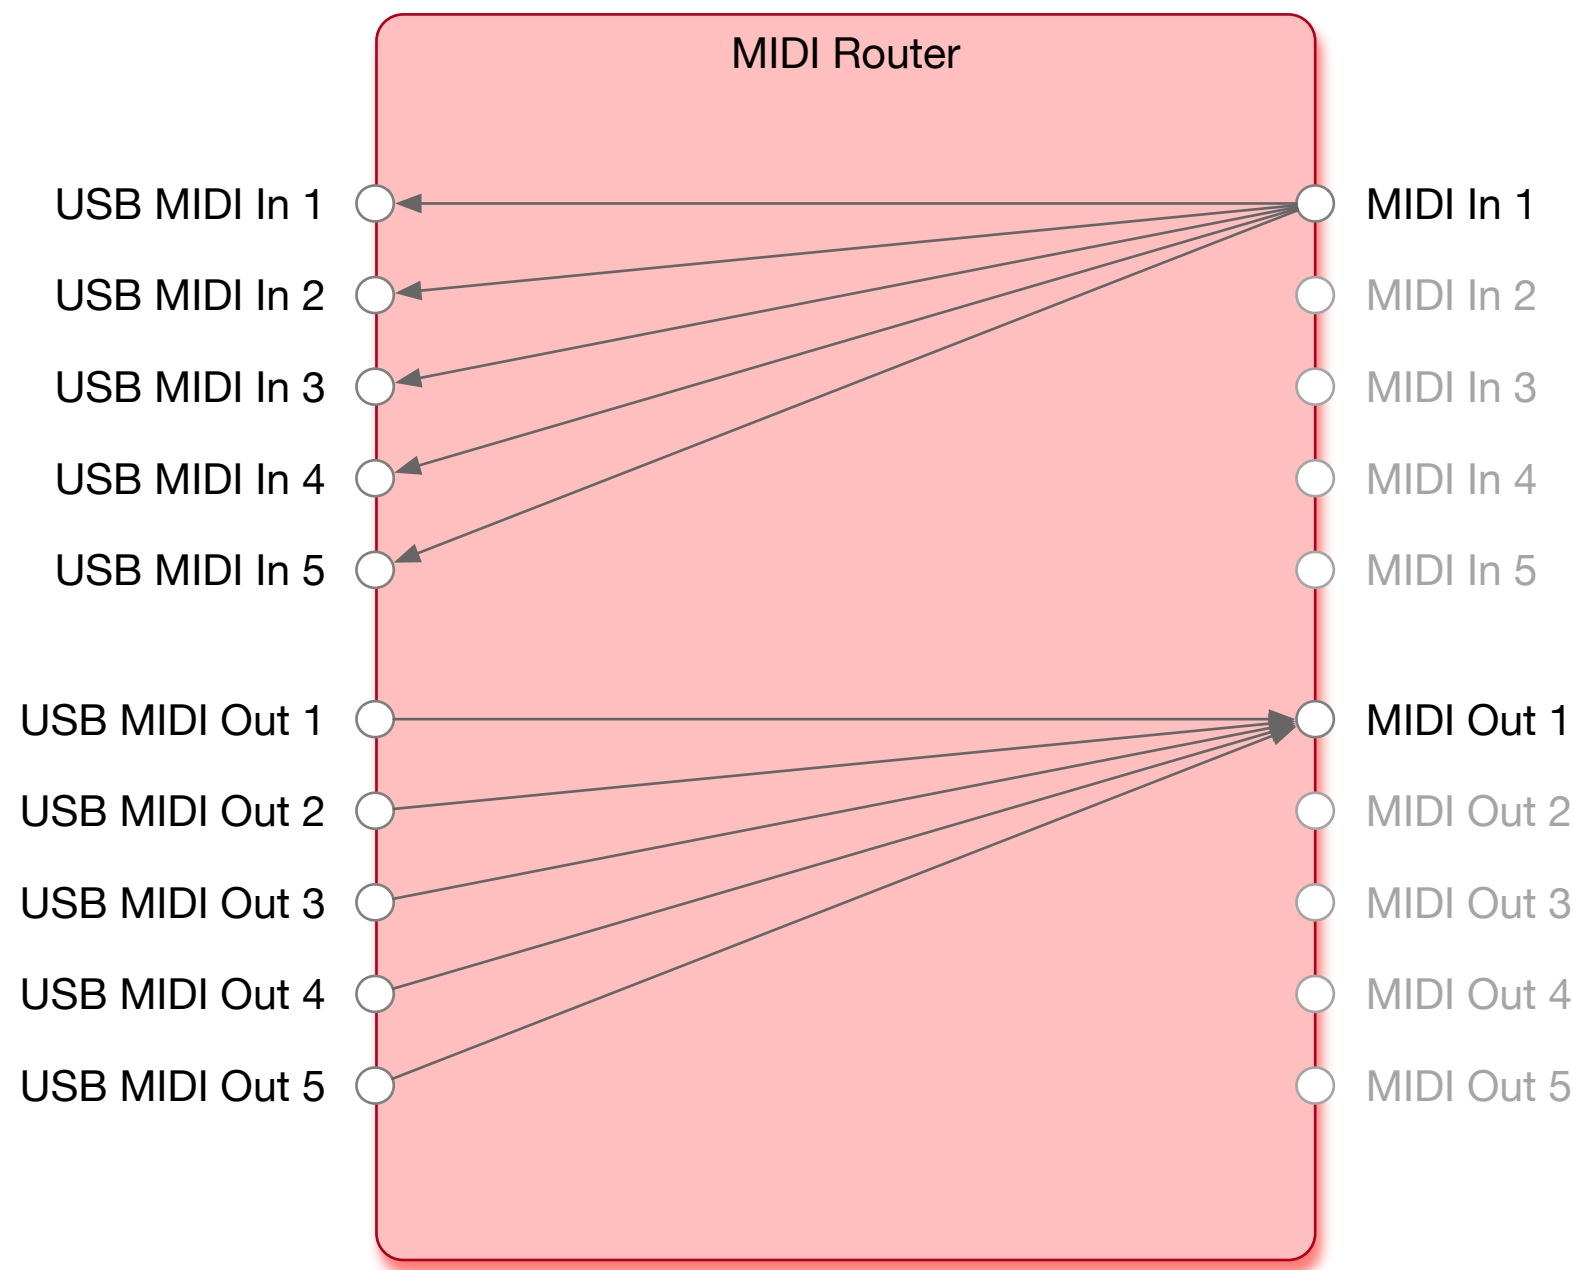 MIDI Router
USB MIDI In 1
MIDI In 1
USB MIDI In 2
MIDI In 2
USB MIDI In 3
MIDI In 3
USB MIDI In 4
MIDI In 4
USB MIDI In 5
MIDI In 5
USB MIDI Out 1
MIDI Out 1
USB MIDI Out 2
MIDI Out 2
USB MIDI Out 3
MIDI Out 3
USB MIDI Out 4
MIDI Out 4
USB MIDI Out 5
MIDI Out 5